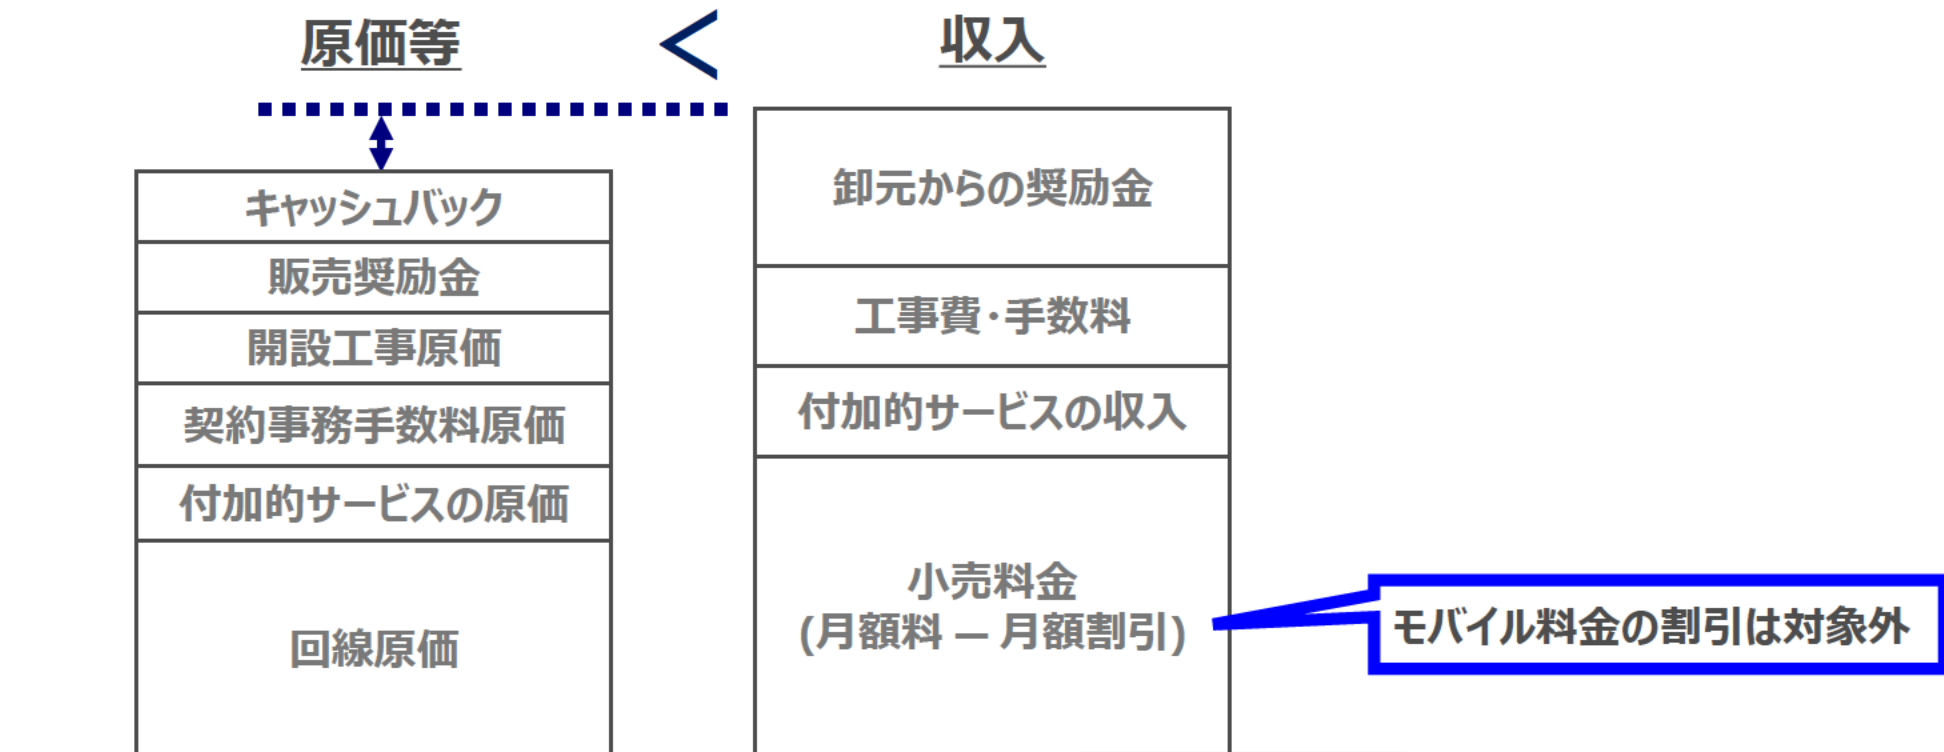 原価等
<
収入
キャッシュバック
販売奨励金
開設工事原価
契約事務手数料原価
付加的サービスの原価
回線原価
卸元からの奨励金
工事費・手数料
付加的サービスの収入
小売料金
(月額料 ― 月額割引)
モバイル料金の割引は対象外